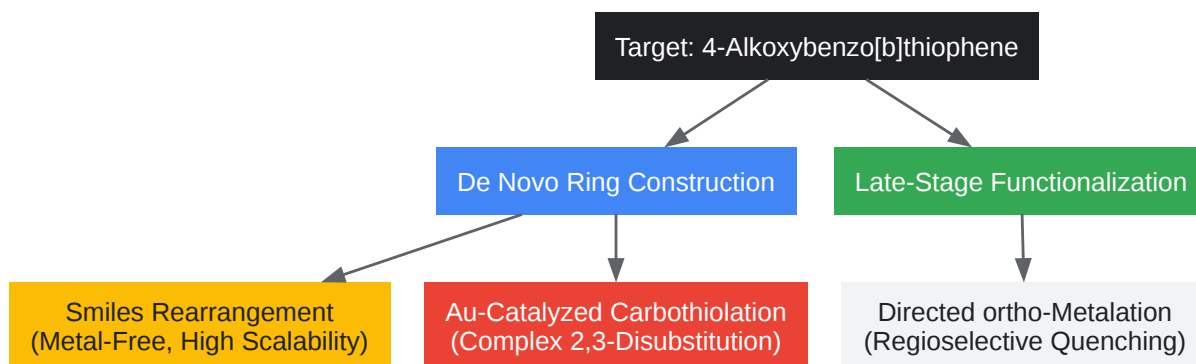 Target: 4-Alkoxybenzo[b]thiophene
De Novo Ring Construction
Late-Stage Functionalization
Smiles Rearrangement
(Metal-Free, High Scalability)
Au-Catalyzed Carbothiolation
(Complex 2,3-Disubstitution)
Directed ortho-Metalation
(Regioselective Quenching)